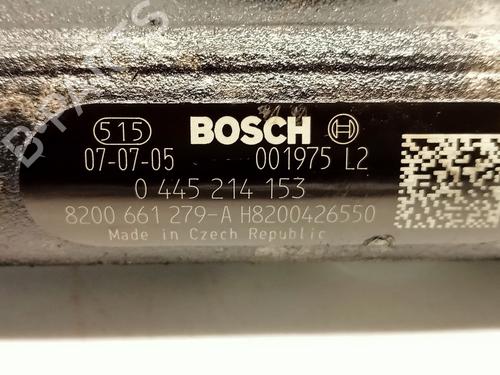 515 BOSCH
07-07-05 001975 L2
0 445 214 153
8200 661 279-A H8200426550
Made in Czech Republic
B-PARTS